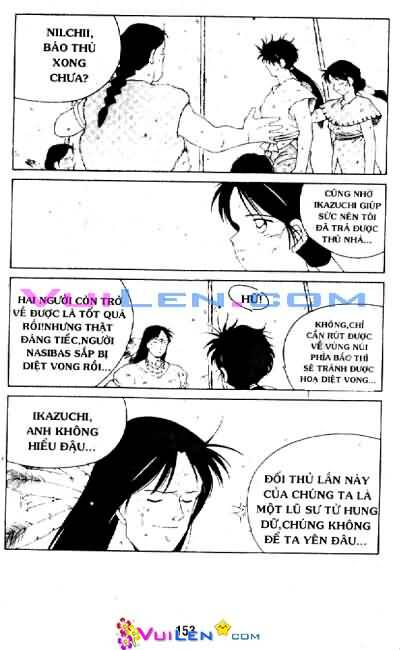 NILCHII,
BÁO THÙ
XONG
CHƯA?
CŨNG NHỜ
IKAZUCHI GIÚP
SỨC NÊN TÔI
ĐÃ TRẢ ĐƯỢC
THÙ NHÀ...
VUILEN.COM
HAI NGƯỜI CÒN TRỞ
VỀ ĐƯỢC LÀ TỐT QUÁ
RỒI!NHƯNG THẬT
ĐÁNG TIẾC,NGƯỜI
NASIBAS SẮP BỊ
DIỆT VONG RỒI...
HỪ!
KHÔNG,CHỈ
CẦN RÚT ĐƯỢC
VỀ VÙNG NÚI
PHÍA BẮC THÌ
SẼ TRÁNH ĐƯỢC
HỌA DIỆT VONG...
IKAZUCHI,
ANH KHÔNG
HIỂU ĐÂU...
ĐỐI THỦ LẦN NÀY
CỦA CHÚNG TA LÀ
MỘT LŨ SƯ TỬ HUNG
DỮ,CHÚNG KHÔNG
ĐỂ TA YÊN ĐÂU...
153
VUILEN.COM